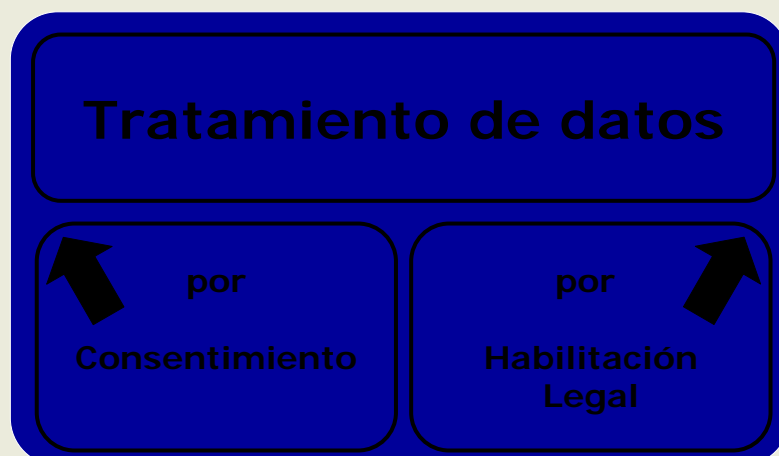 Tratamiento de datos
por
Consentimiento
por
Habilitación
Legal